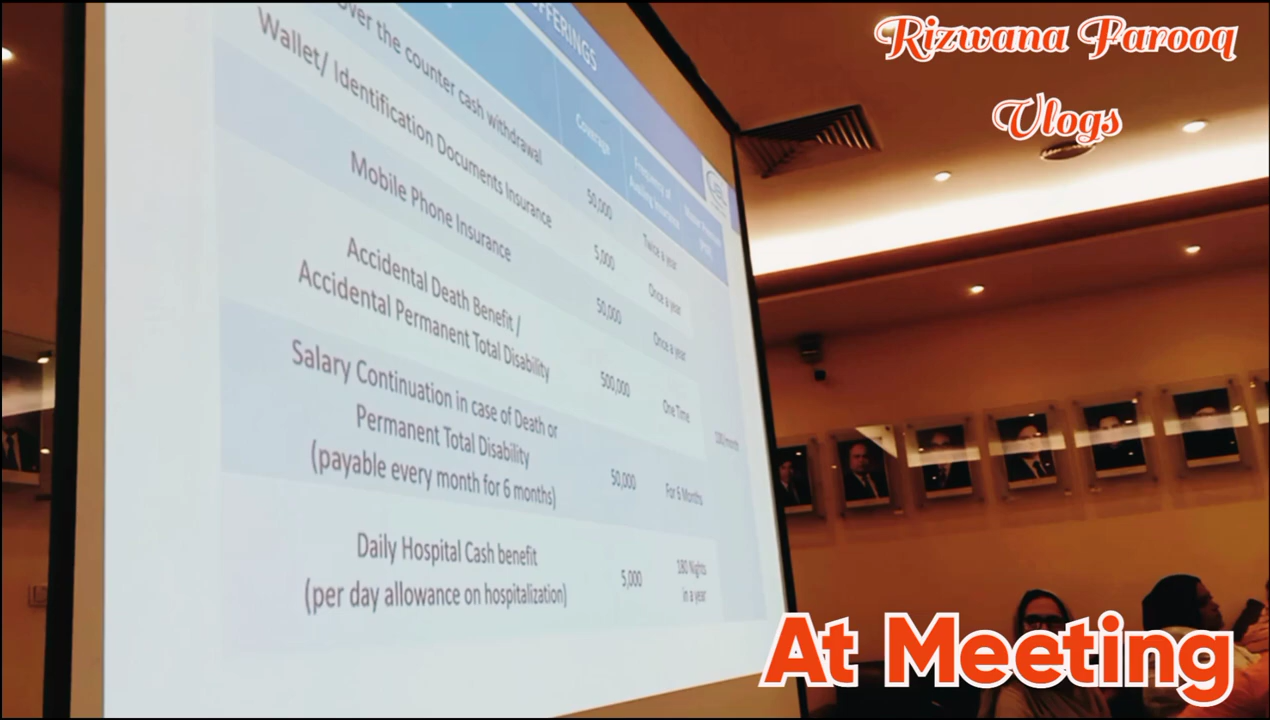 Rizwana Farooq
Vlogs
OFFERINGS
Coverage
Frequency of
Availing Insurance
Over the counter cash withdrawal
50,000
Twice a year
Wallet/ Identification Documents Insurance
5,000
Once a year
Mobile Phone Insurance
50,000
Once a year
Accidental Death Benefit /
Accidental Permanent Total Disability
500,000
One Time
Salary Continuation in case of Death or
Permanent Total Disability
(payable every month for 6 months)
50,000
For 6 Months
Daily Hospital Cash benefit
(per day allowance on hospitalization)
5,000
180 Nights
in a year
At Meeting